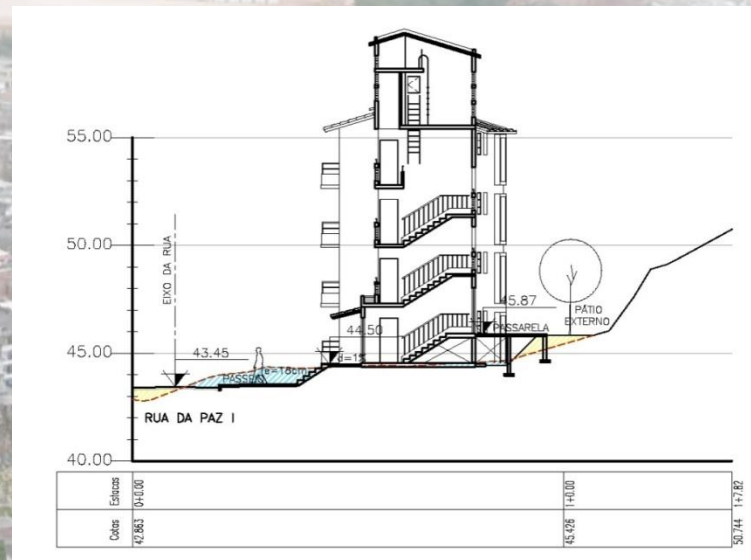 55.00
50.00
45.00
40.00
EIXO DA RUA
43.45
44.50
45.87
PÁTIO
EXTERNO
PASSARELA
d=1%
e=18cm
PASSEIO
RUA DA PAZ I
Estacas 0+0.00 1+0.00 1+7.82
Cotas 42.863 45.426 50.744